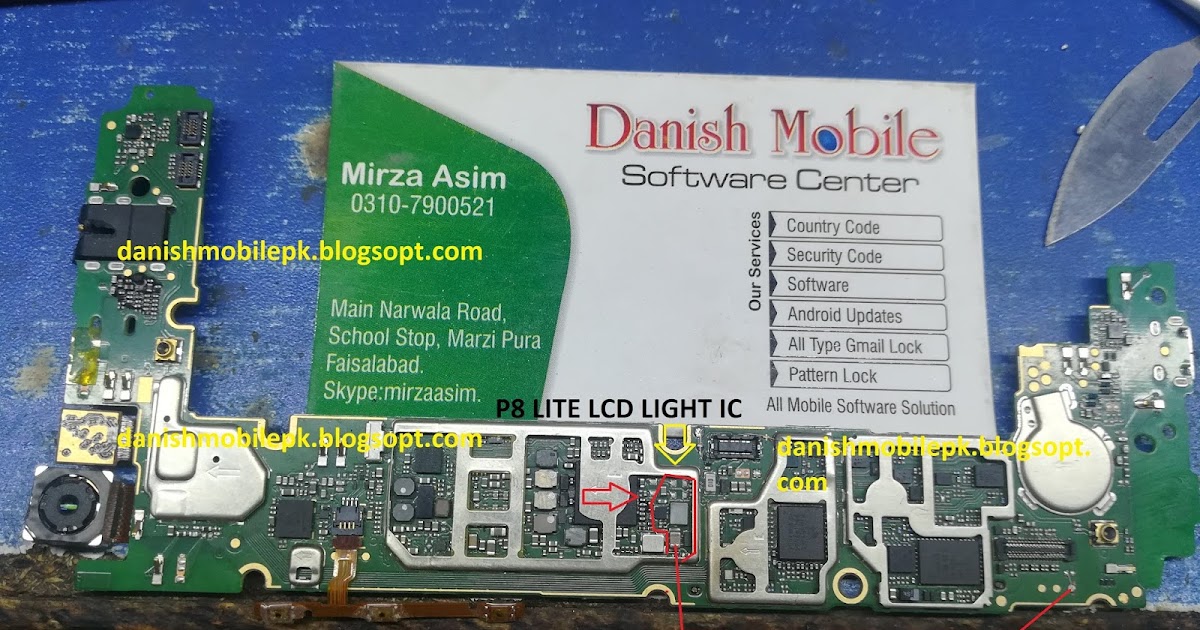 Danish Mobile
Software Center
Mirza Asim
0310-7900521
danishmobilepk.blogsopt.com
Our Services
Country Code
Security Code
Software
Android Updates
All Type Gmail Lock
Pattern Lock
All Mobile Software Solution
Main Narwala Road,
School Stop, Marzi Pura
Faisalabad.
Skype:mirzaasim.
P8 LITE LCD LIGHT IC
danishmobilepk.blogsopt.com
danishmobilepk.blogsopt.
com